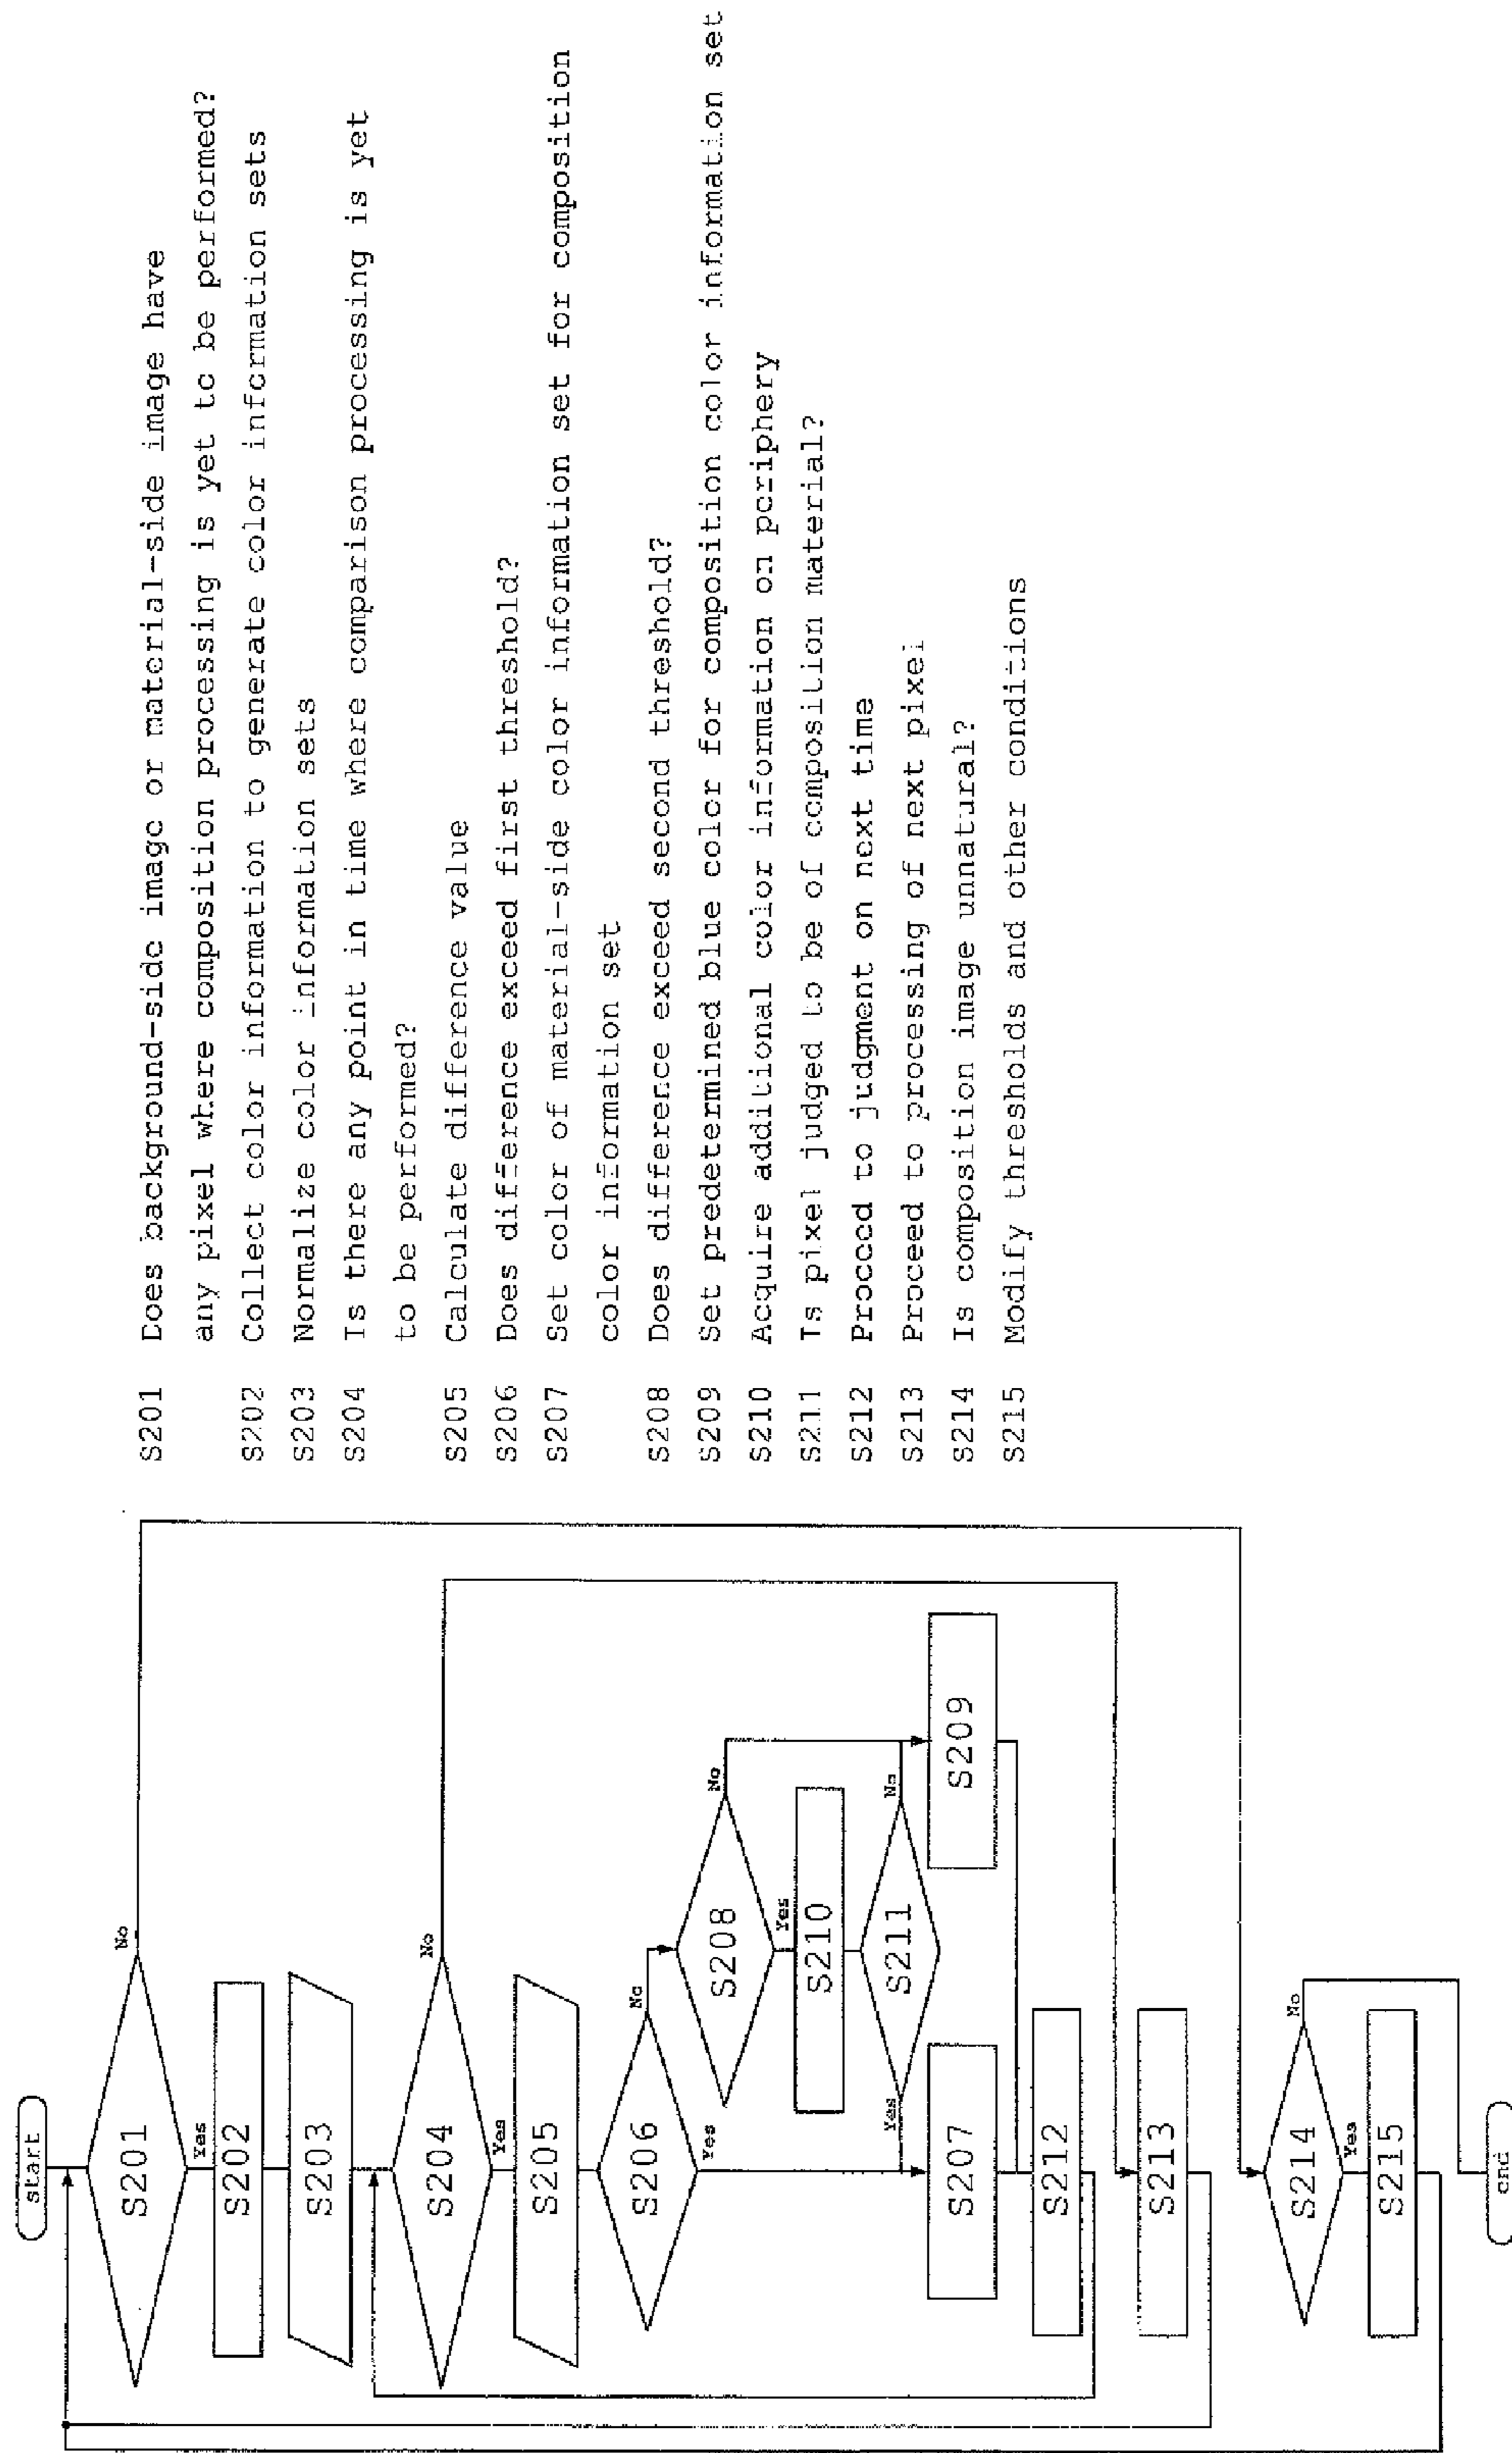 start
S201
No
Yes
S202
S203
S204
No
Yes
S205
S206
No
Yes
S208
No
Yes
S210
S211
Yes
No
S207
S209
S212
S213
S214
No
Yes
S215
end
S201 Does background-side image or material-side image have
any pixel where composition processing is yet to be performed?
S202 Collect color information to generate color information sets
S203 Normalize color information sets
S204 Is there any point in time where comparison processing is yet
to be performed?
S205 Calculate difference value
S206 Does difference exceed first threshold?
S207 Set color of material-side color information set for composition
color information set
S208 Does difference exceed second threshold?
S209 Set predetermined blue color for composition color information set
S210 Acquire additional color information on periphery
S211 Is pixel judged to be of composition material?
S212 Proceed to judgment on next time
S213 Proceed to processing of next pixel
S214 Is composition image unnatural?
S215 Modify thresholds and other conditions